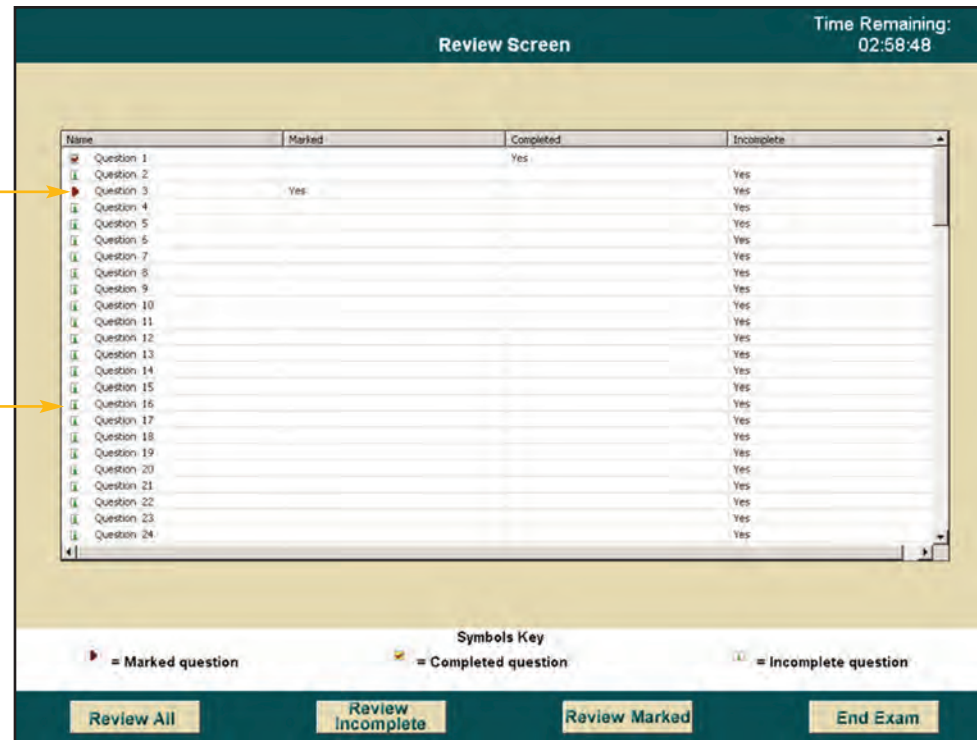 Time Remaining:
Review Screen 02:58:48
Name Marked Completed Incomplete
Question 1 Yes
Question 2 Yes
Question 3 Yes Yes
Question 4 Yes
Question 5 Yes
Question 6 Yes
Question 7 Yes
Question 8 Yes
Question 9 Yes
Question 10 Yes
Question 11 Yes
Question 12 Yes
Question 13 Yes
Question 14 Yes
Question 15 Yes
Question 16 Yes
Question 17 Yes
Question 18 Yes
Question 19 Yes
Question 20 Yes
Question 21 Yes
Question 22 Yes
Question 23 Yes
Question 24 Yes
Symbols Key
= Marked question = Completed question = Incomplete question
Review All Review Incomplete Review Marked End Exam